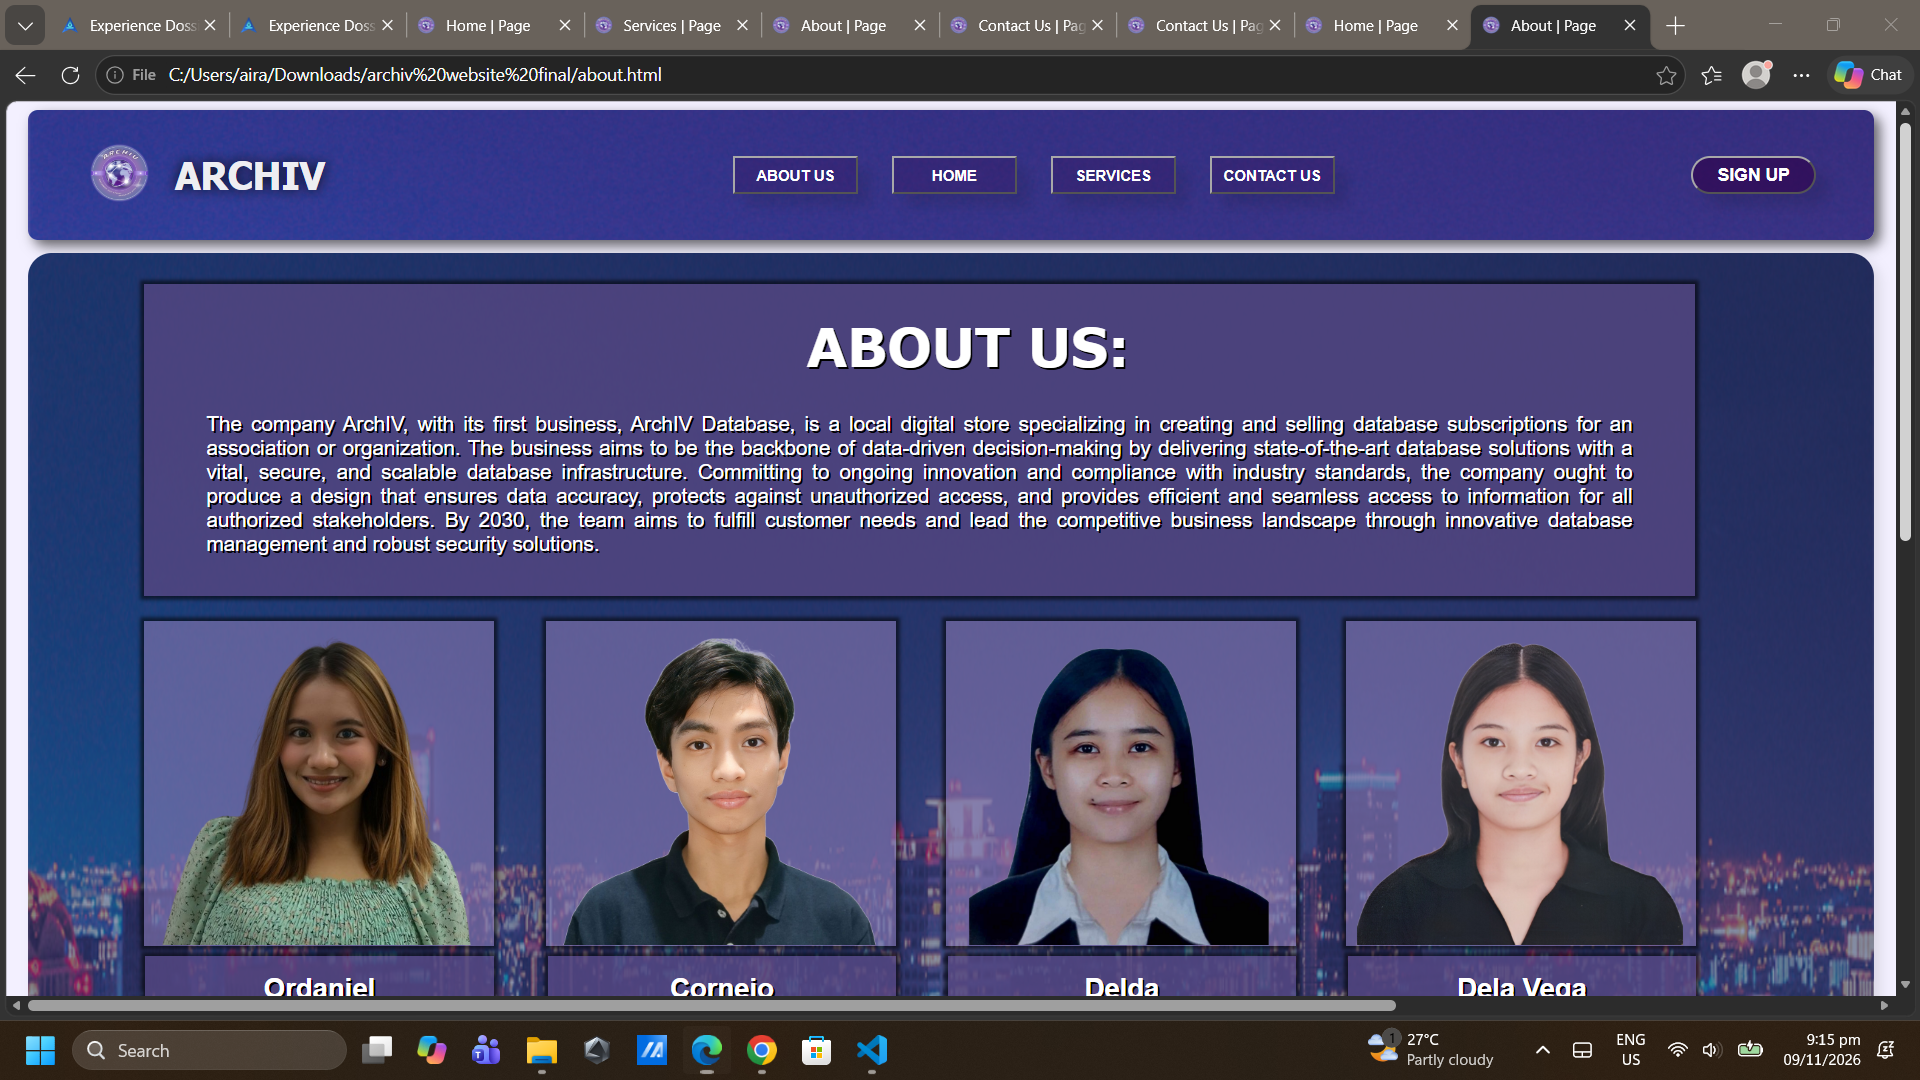 Experience Doss
Experience Doss
Home | Page
Services | Page
About | Page
Contact Us | Pag
Contact Us | Pag
Home | Page
About | Page
File C:/Users/aira/Downloads/archiv%20website%20final/about.html
Chat
ARCHIV
ARCHIV
ABOUT US
HOME
SERVICES
CONTACT US
SIGN UP
ABOUT US:
The company ArchIV, with its first business, ArchIV Database, is a local digital store specializing in creating and selling database subscriptions for an
association or organization. The business aims to be the backbone of data-driven decision-making by delivering state-of-the-art database solutions with a
vital, secure, and scalable database infrastructure. Committing to ongoing innovation and compliance with industry standards, the company ought to
produce a design that ensures data accuracy, protects against unauthorized access, and provides efficient and seamless access to information for all
authorized stakeholders. By 2030, the team aims to fulfill customer needs and lead the competitive business landscape through innovative database
management and robust security solutions.
Ordaniel
Cornejo
Delda
Dela Vega
Search
1
27°C
Partly cloudy
ENG
US
9:15 pm
09/11/2026